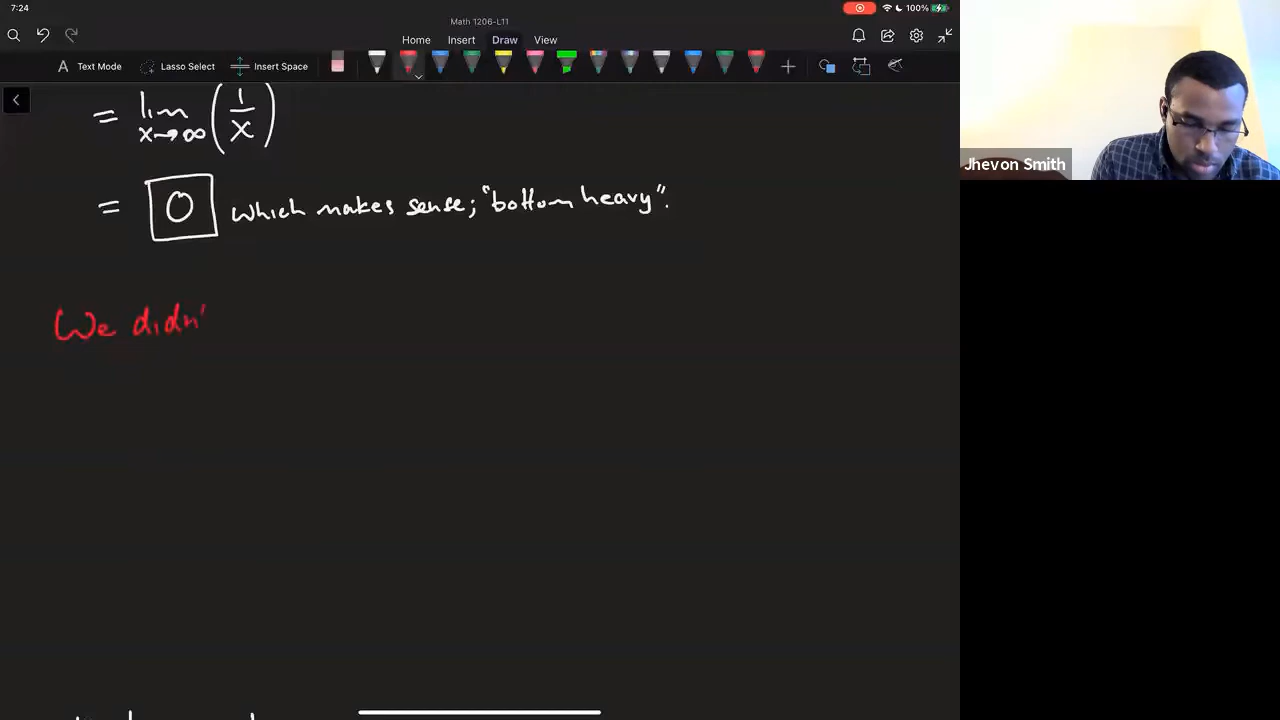 7:24
100%
Math 1206-L11
Home Insert Draw View
A Text Mode Lasso Select Insert Space
= lim x→∞ (1/x)
= 0 which makes sense; "bottom heavy".
We didn'
Jhevon Smith